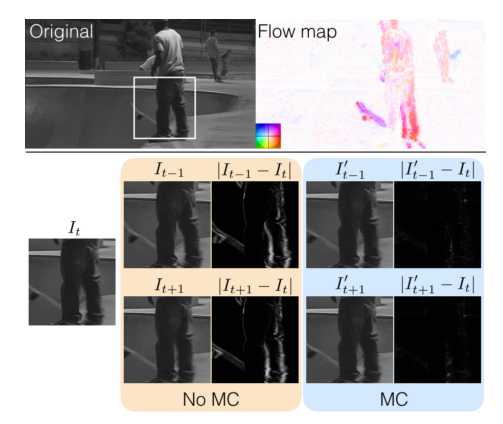 Original Flow map
I_{t-1} |I_{t-1} − I_t| I'_{t-1} |I'_{t-1} − I_t|
I_t
I_{t+1} |I_{t+1} − I_t| I'_{t+1} |I'_{t+1} − I_t|
No MC MC